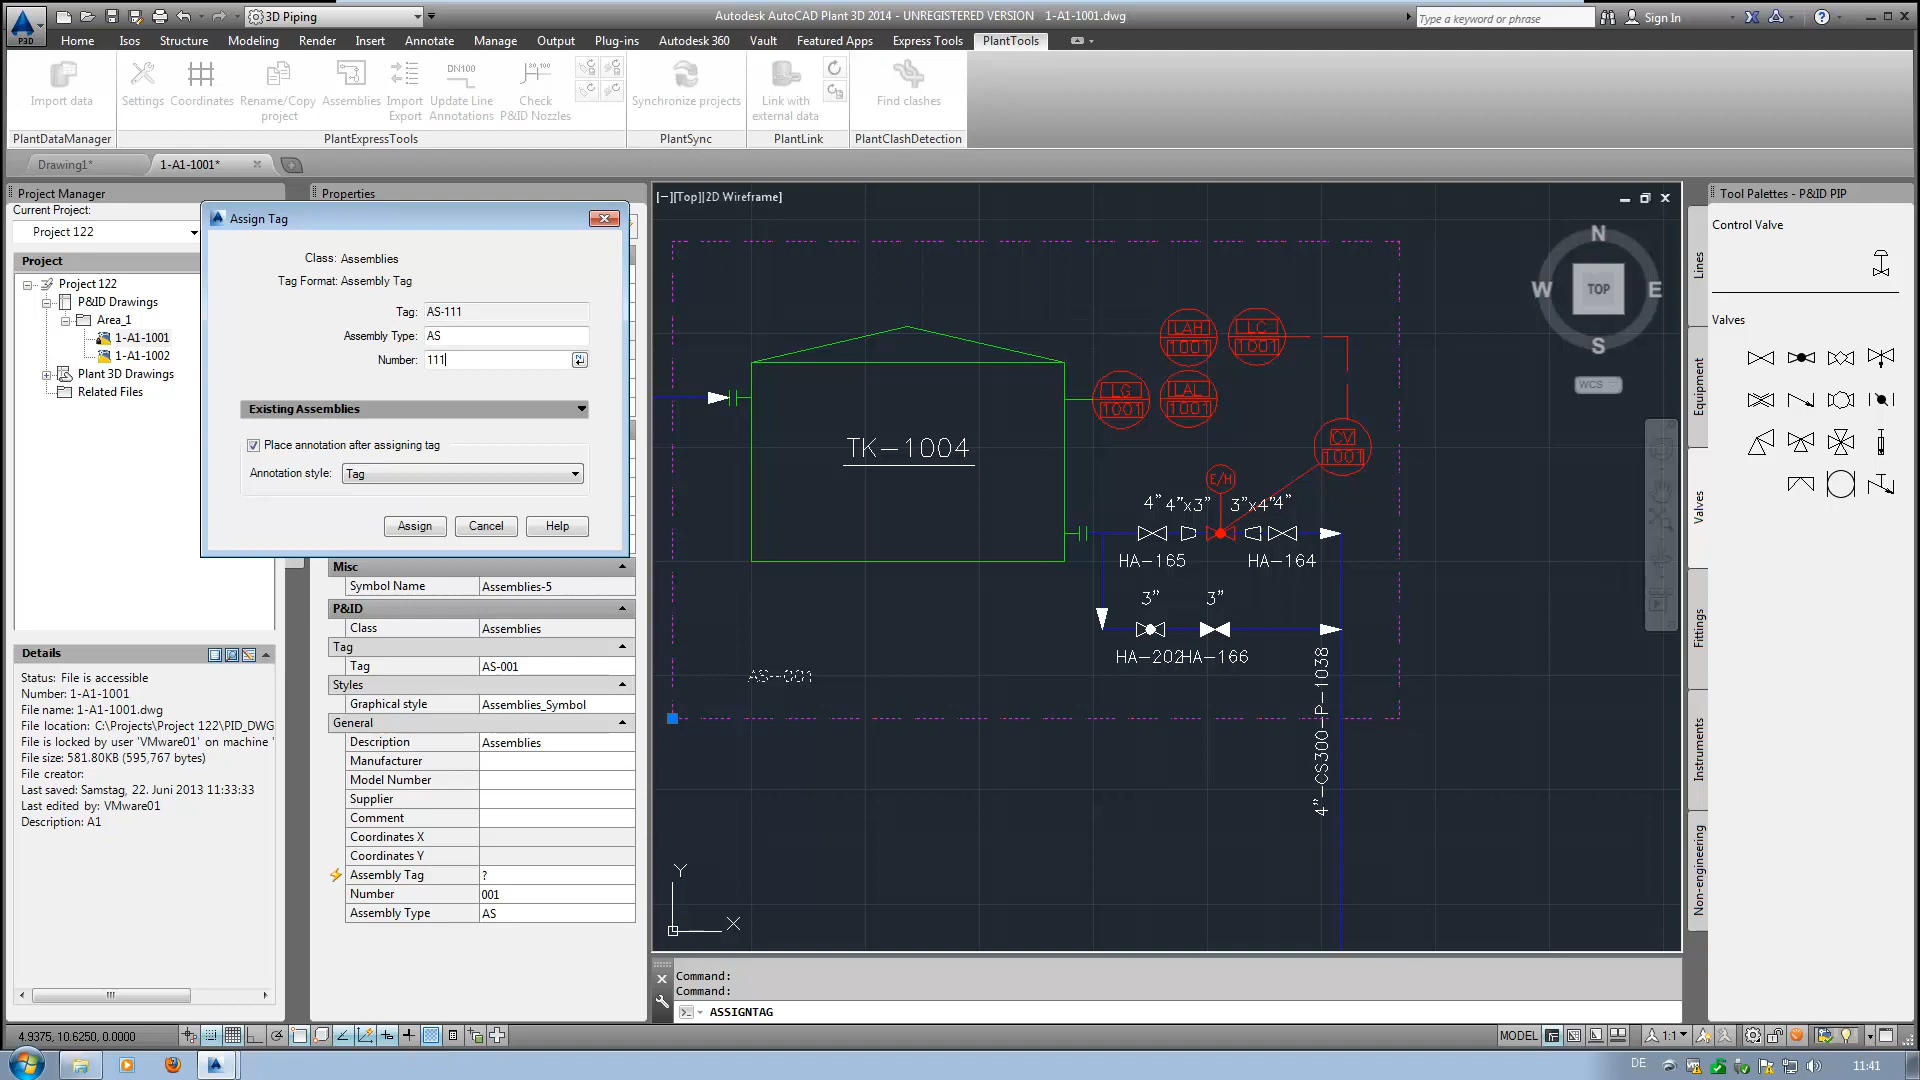 3D Piping
Autodesk AutoCAD Plant 3D 2014 - UNREGISTERED VERSION 1-A1-1001.dwg
Type a keyword or phrase
Sign In
P3D
Home Isos Structure Modeling Render Insert Annotate Manage Output Plug-ins Autodesk 360 Vault Featured Apps Express Tools PlantTools
Import data
Settings
Coordinates
Rename/Copy
project
Assemblies
Import
Export
DN100
Update Line
Annotations
Check
P&ID Nozzles
Synchronize projects
Link with
external data
Find clashes
PlantDataManager PlantExpressTools PlantSync PlantLink PlantClashDetection
Drawing1* 1-A1-1001*
Project Manager
Current Project:
Project 122
Project
Project 122
P&ID Drawings
Area_1
1-A1-1001
1-A1-1002
Plant 3D Drawings
Related Files
Details
Status: File is accessible
Number: 1-A1-1001
File name: 1-A1-1001.dwg
File location: C:\Projects\Project 122\PID_DWG
File is locked by user 'VMware01' on machine '
File size: 581.80KB (595,767 bytes)
File creator:
Last saved: Samstag, 22. Juni 2013 11:33:33
Last edited by: VMware01
Description: A1
Properties
Assign Tag
Class: Assemblies
Tag Format: Assembly Tag
Tag: AS-111
Assembly Type: AS
Number: 111
Existing Assemblies
Place annotation after assigning tag
Annotation style: Tag
Assign Cancel Help
Misc
Symbol Name Assemblies-5
P&ID
Class Assemblies
Tag
Tag AS-001
Styles
Graphical style Assemblies_Symbol
General
Description Assemblies
Manufacturer
Model Number
Supplier
Comment
Coordinates X
Coordinates Y
Assembly Tag ?
Number 001
Assembly Type AS
[−][Top][2D Wireframe]
LAH
1001
LC
1001
LG
1001
LAL
1001
CV
1001
TK-1004
E/H
4" 4"x3" 3"x4" 4"
HA-165 HA-164
3" 3"
HA-202 HA-166
AS-001
4"-CS300-P-1038
Y
X
N
W TOP E
S
WCS
Command:
Command:
ASSIGNTAG
Tool Palettes - P&ID PIP
Control Valve
Valves
Lines
Equipment
Valves
Fittings
Instruments
Non-engineering
4.9375, 10.6250, 0.0000
MODEL
1:1
DE
11:41